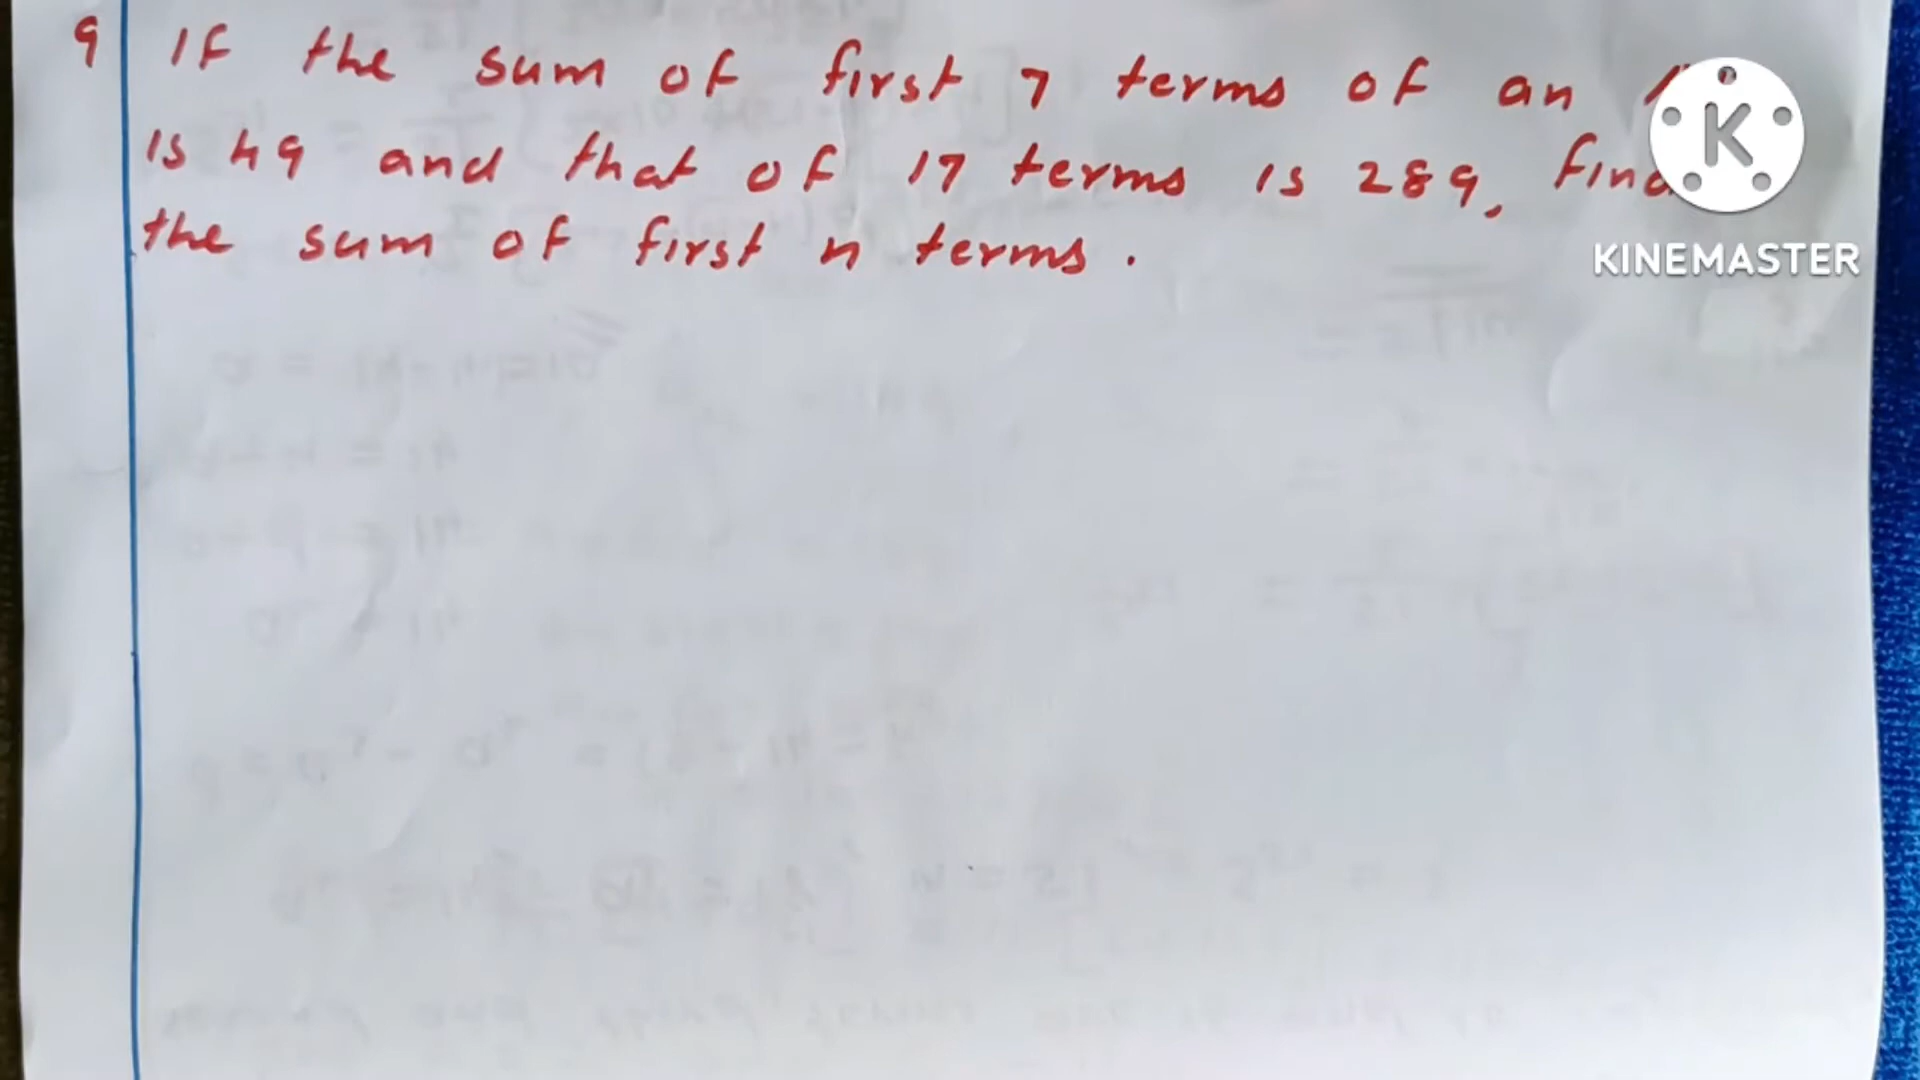 9 If the sum of first 7 terms of an
is 49 and that of 17 terms is 289, find
the sum of first n terms.
KINEMASTER